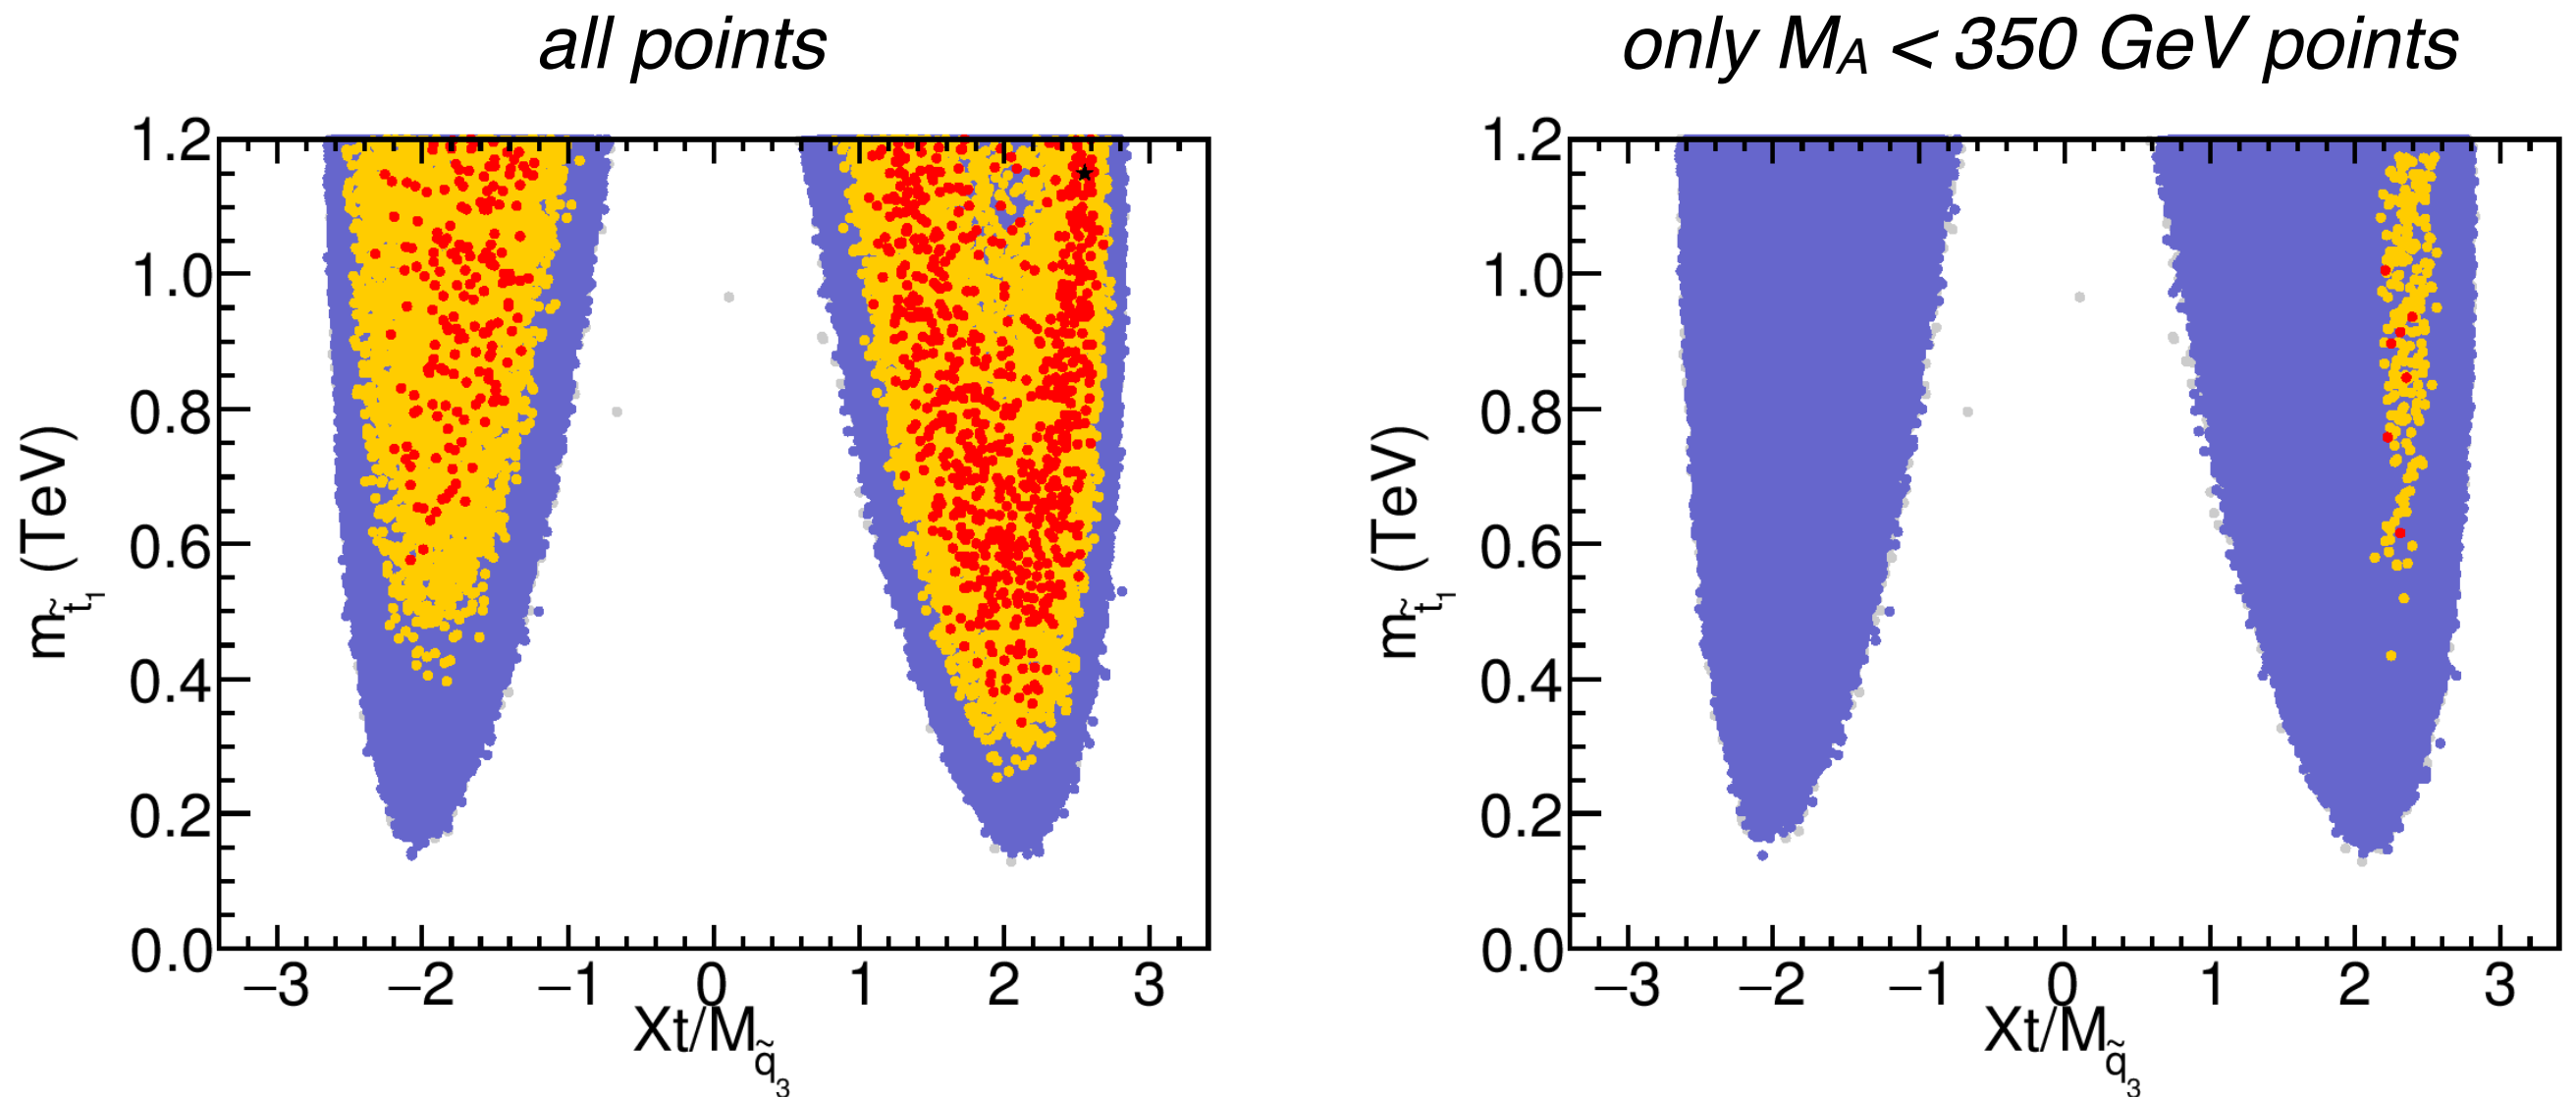 all points
only M_A < 350 GeV points
1.2
1.0
0.8
0.6
0.4
0.2
0.0
m_t̃₁ (TeV)
−3 −2 −1 0 1 2 3
Xt/M_q̃₃
1.2
1.0
0.8
0.6
0.4
0.2
0.0
m_t̃₁ (TeV)
−3 −2 −1 0 1 2 3
Xt/M_q̃₃